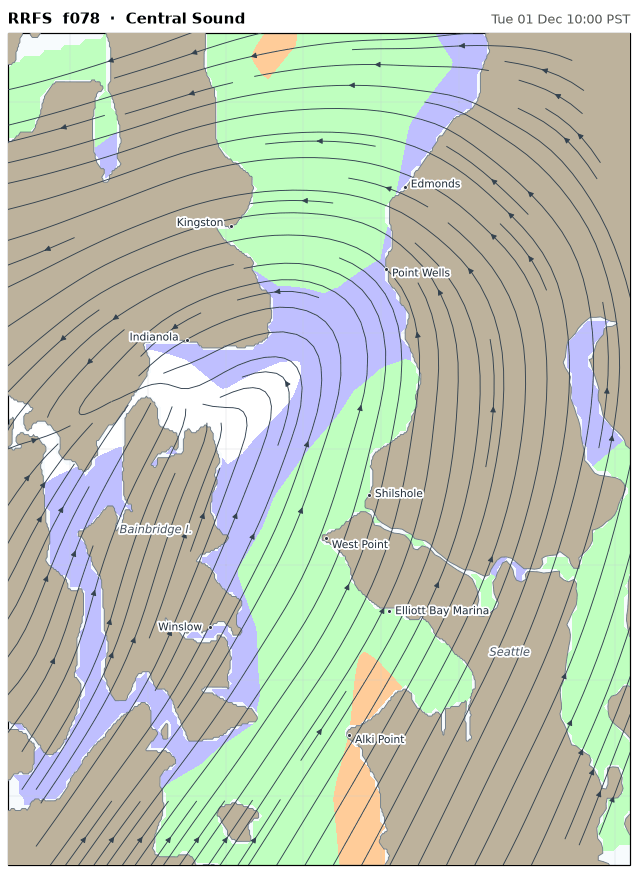 RRFS f078 · Central Sound
Tue 01 Dec 10:00 PST
Edmonds
Kingston
Point Wells
Indianola
Shilshole
Bainbridge I.
West Point
Elliott Bay Marina
Winslow
Seattle
Alki Point